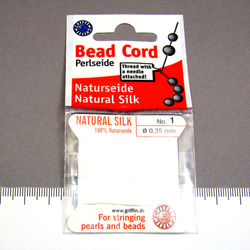 Bead Cord
Perlseide
Thread with
a needle
attached!
Naturseide
Natural Silk
NATURAL SILK
100% Naturseide
No. 1
Ø 0,35 mm
www.griffin.de
For stringing
pearls and beads